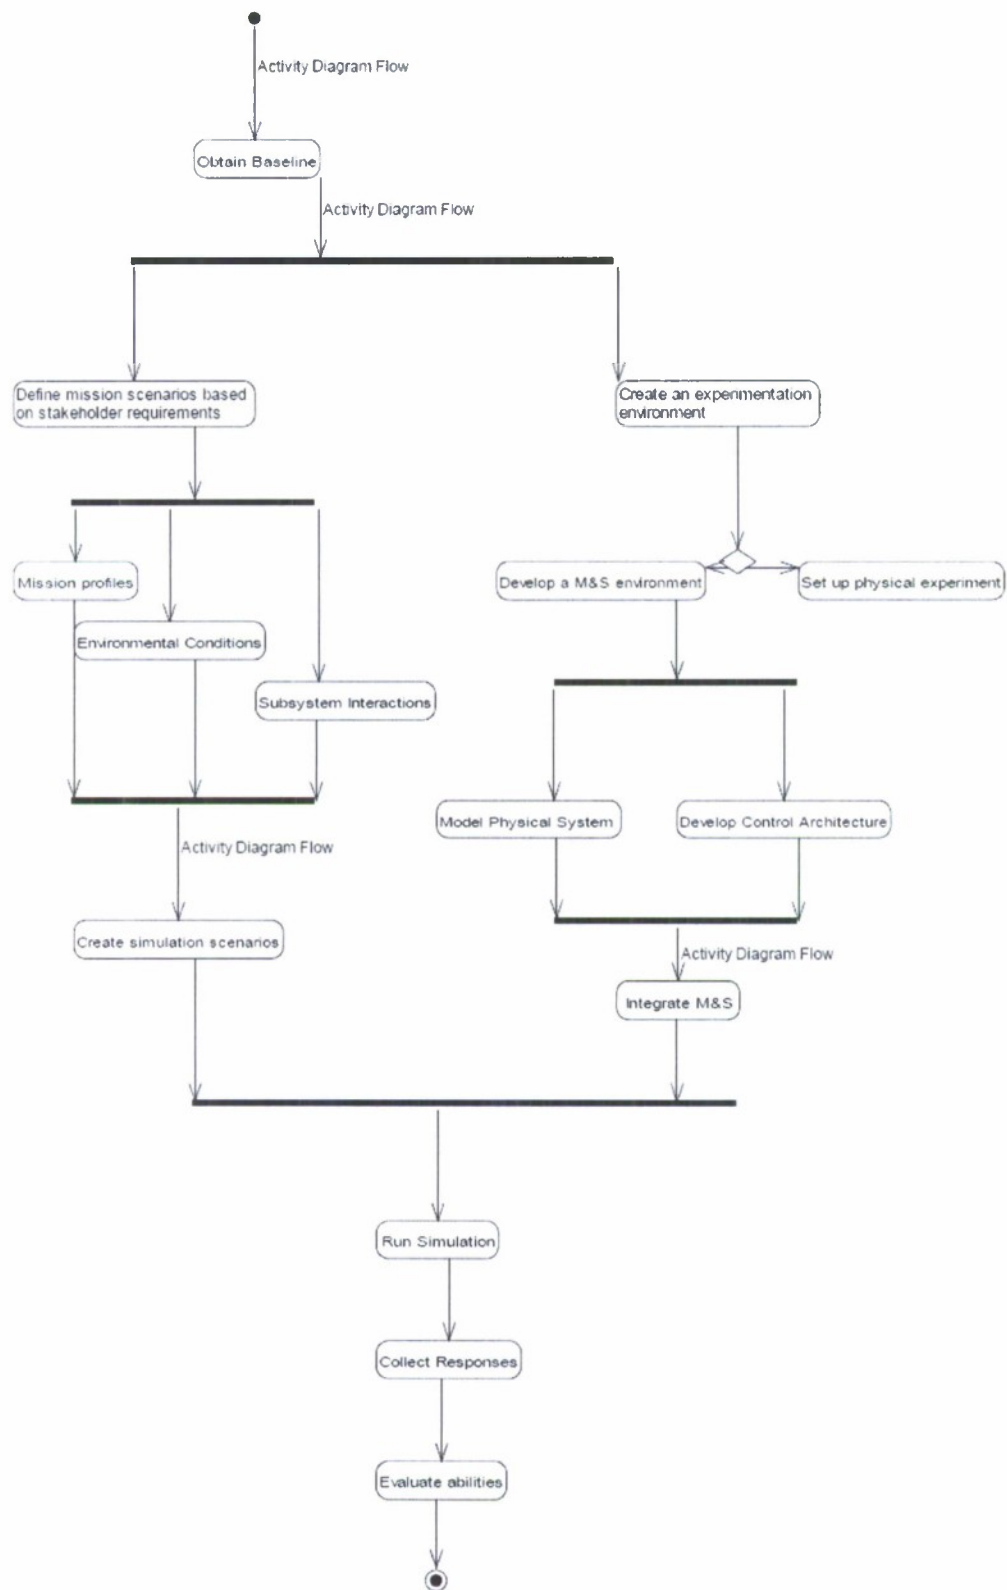 Activity Diagram Flow
Obtain Baseline
Activity Diagram Flow
Define mission scenarios based
on stakeholder requirements
Create an experimentation
environment
Mission profiles
Develop a M&S environment
Set up physical experiment
Environmental Conditions
Subsystem Interactions
Model Physical System
Develop Control Architecture
Activity Diagram Flow
Create simulation scenarios
Activity Diagram Flow
Integrate M&S
Run Simulation
Collect Responses
Evaluate abilities